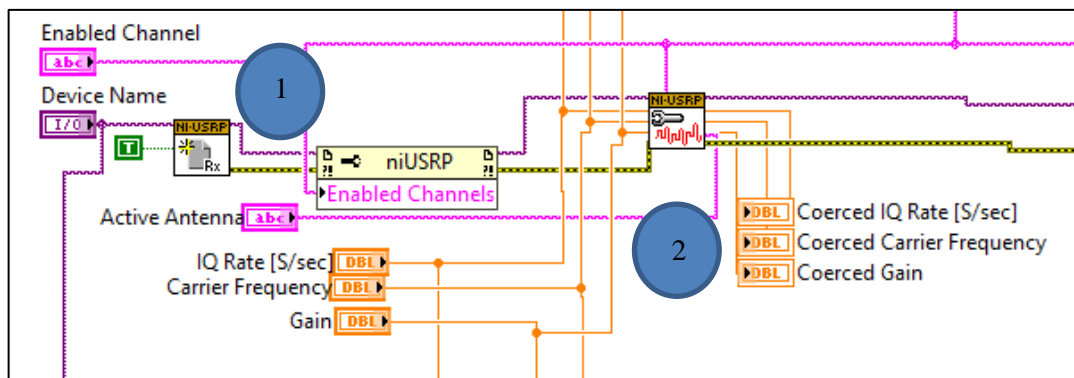 Enabled Channel
abc
1
Device Name
I/O
NI-USRP
NI-USRP
T
Rx
niUSRP
Enabled Channels
Active Antenna
abc
2
DBL
Coerced IQ Rate [S/sec]
DBL
Coerced Carrier Frequency
IQ Rate [S/sec]
DBL
DBL
Coerced Gain
Carrier Frequency
DBL
Gain
DBL